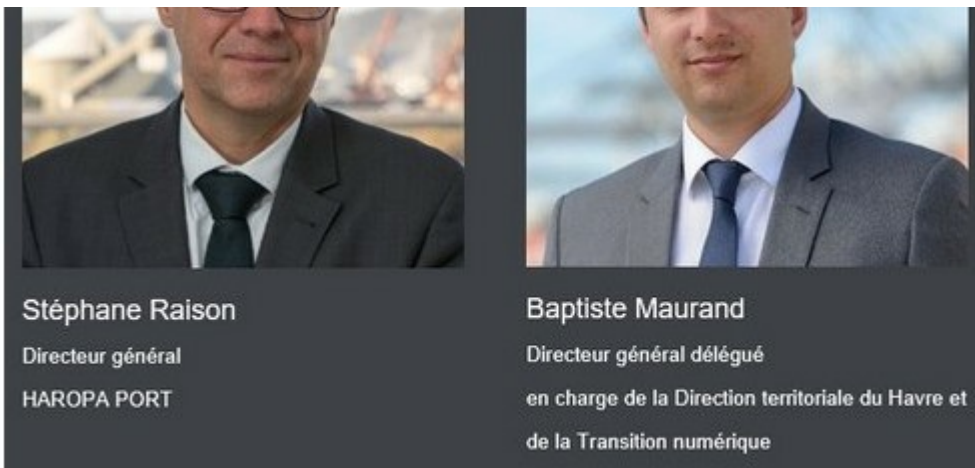 Stéphane Raison
Directeur général
HAROPA PORT
Baptiste Maurand
Directeur général délégué
en charge de la Direction territoriale du Havre et
de la Transition numérique